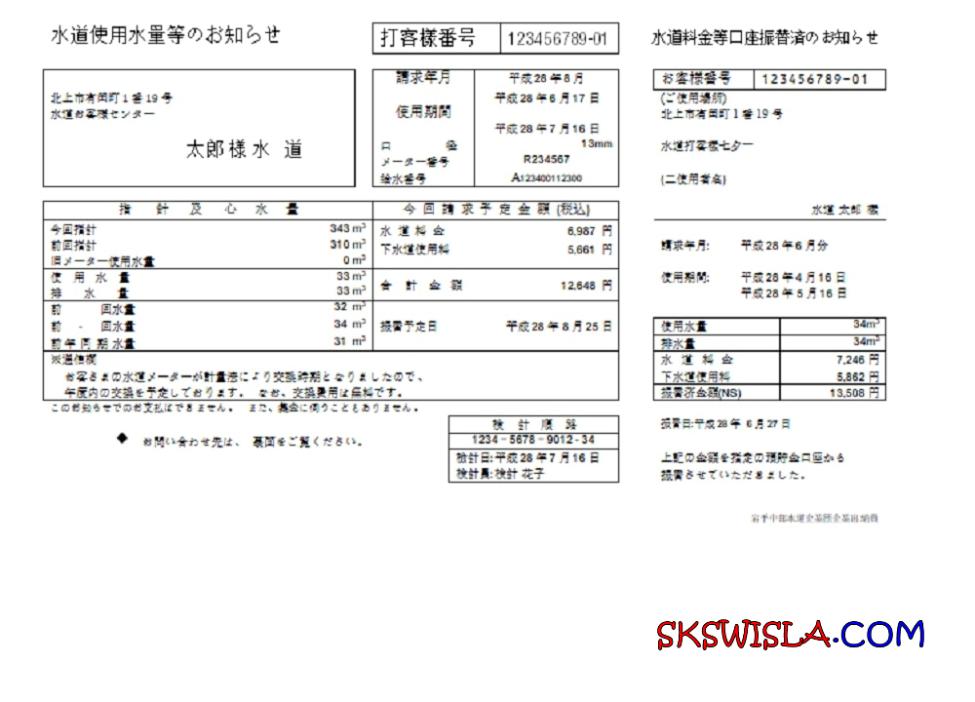 水道使用水量等のお知らせ
打客様番号 123456789-01
北上市有田町1番19号
水道お客様センター
太郎様水 道
請求年月 平成28年8月
使用期間 平成28年6月17日
平成28年7月16日
口 径 13mm
メーター番号 R234567
給水番号 A123400112300
指 針 及 心 水 量
今回指針 343 m³
前回指針 310 m³
旧メーター使用水量 0 m³
使 用 水 量 33 m³
排 水 量 33 m³
前 回水量 32 m³
前 - 回水量 34 m³
前年同期水量 31 m³
今 回 請 求 予 定 金 額 (税込)
水 道 料 金 6,987 円
下水道使用料 5,661 円
合 計 金 額 12,648 円
振替予定日 平成28年8月25日
※通信欄
お客さまの水道メーターが計量法により交換時期となりましたので、
年度内の交換を予定しております。 なお、交換費用は無料です。
このお知らせでのお支払はできません。 また、集金に伺うこともありません。
◆ お問い合わせ先は、裏面をご覧ください。
検 計 順 路
1234-5678-9012-34
検計日:平成28年7月16日
検計員:検計 花子
水道料金等口座振替済のお知らせ
お客様番号 123456789-01
(ご使用場所)
北上市有田町1番19号
水道打客様七夕ー
(二使用者名)
水道 太郎 様
請求年月: 平成28年6月分
使用期間: 平成28年4月16日
平成28年5月16日
使用水量 34m³
排水量 34m³
水 道 料 金 7,246 円
下水道使用料 5,862 円
振替済金額(NS) 13,508 円
振替日:平成28年 6月27日
上記の金額を指定の預貯金口座から
振替させていただきました。
SKSWISLA.COM